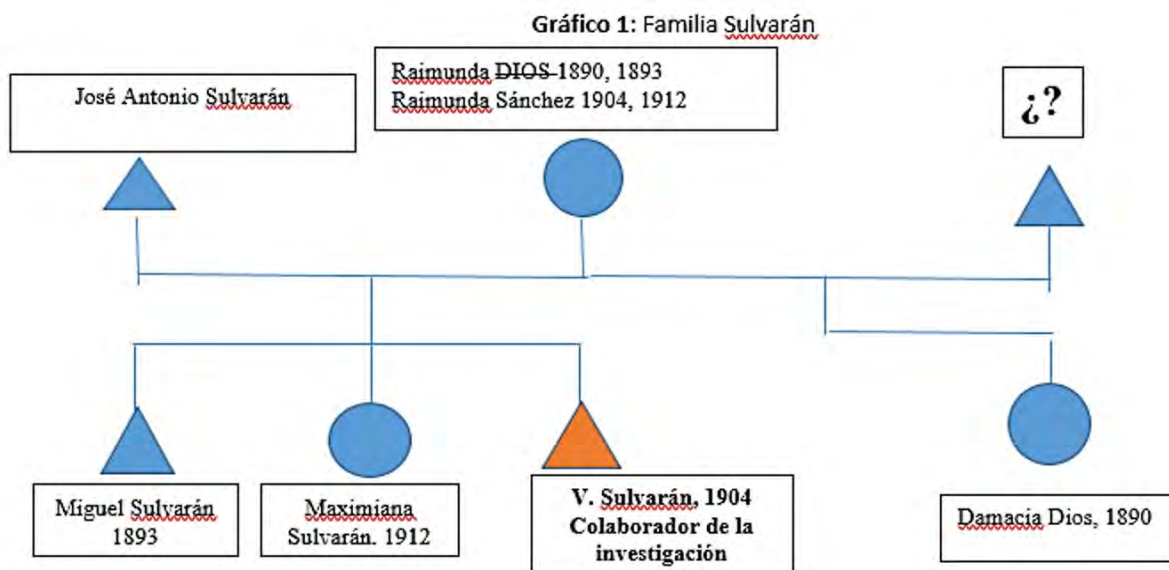 Gráfico 1: Familia Sulvarán
José Antonio Sulvarán
Raimunda DIOS 1890, 1893
Raimunda Sánchez 1904, 1912
¿?
Miguel Sulvarán
1893
Maximiana
Sulvarán. 1912
V. Sulvarán, 1904
Colaborador de la
investigación
Damacia Dios, 1890